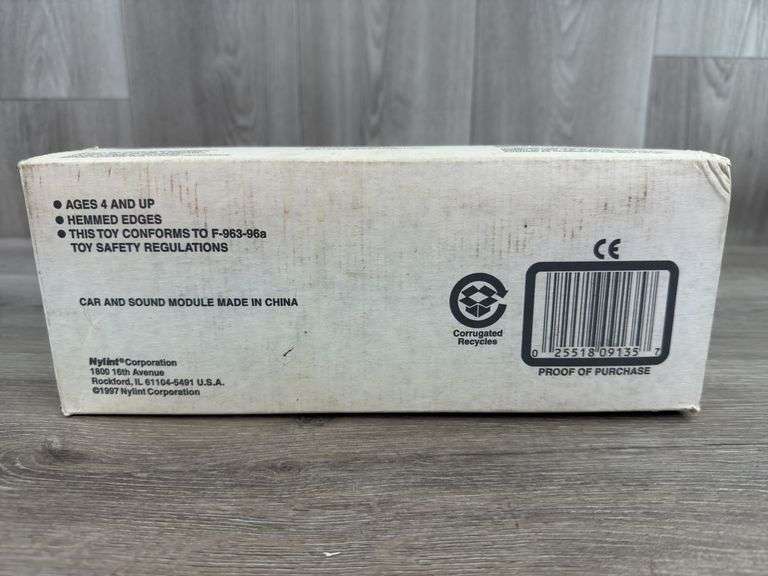 ● AGES 4 AND UP
● HEMMED EDGES
● THIS TOY CONFORMS TO F-963-96a
TOY SAFETY REGULATIONS
CAR AND SOUND MODULE MADE IN CHINA
Nylint® Corporation
1800 16th Avenue
Rockford, IL 61104-5491 U.S.A.
©1997 Nylint Corporation
Corrugated
Recycles
CE
0 25518 09135 7
PROOF OF PURCHASE